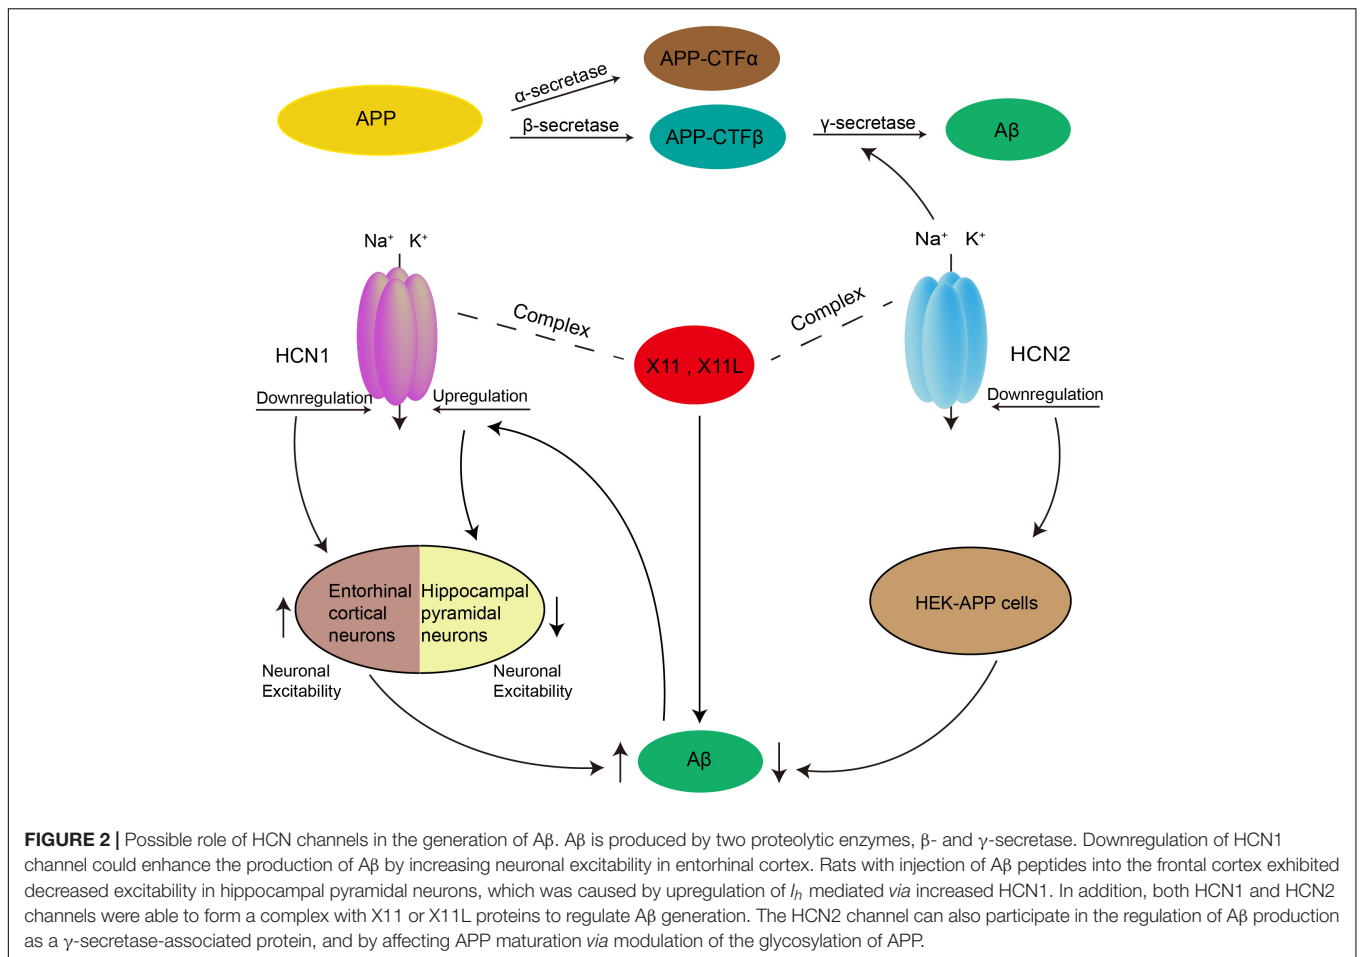 APP-CTFα
α-secretase
APP
β-secretase
APP-CTFβ
γ-secretase
Aβ
Na⁺ K⁺
Na⁺ K⁺
Complex
Complex
HCN1
X11 , X11L
HCN2
Downregulation
Upregulation
Downregulation
Entorhinal
cortical
neurons
Hippocampal
pyramidal
neurons
HEK-APP cells
Neuronal
Excitability
Neuronal
Excitability
Aβ
FIGURE 2 | Possible role of HCN channels in the generation of Aβ. Aβ is produced by two proteolytic enzymes, β- and γ-secretase. Downregulation of HCN1
channel could enhance the production of Aβ by increasing neuronal excitability in entorhinal cortex. Rats with injection of Aβ peptides into the frontal cortex exhibited
decreased excitability in hippocampal pyramidal neurons, which was caused by upregulation of Ih mediated via increased HCN1. In addition, both HCN1 and HCN2
channels were able to form a complex with X11 or X11L proteins to regulate Aβ generation. The HCN2 channel can also participate in the regulation of Aβ production
as a γ-secretase-associated protein, and by affecting APP maturation via modulation of the glycosylation of APP.